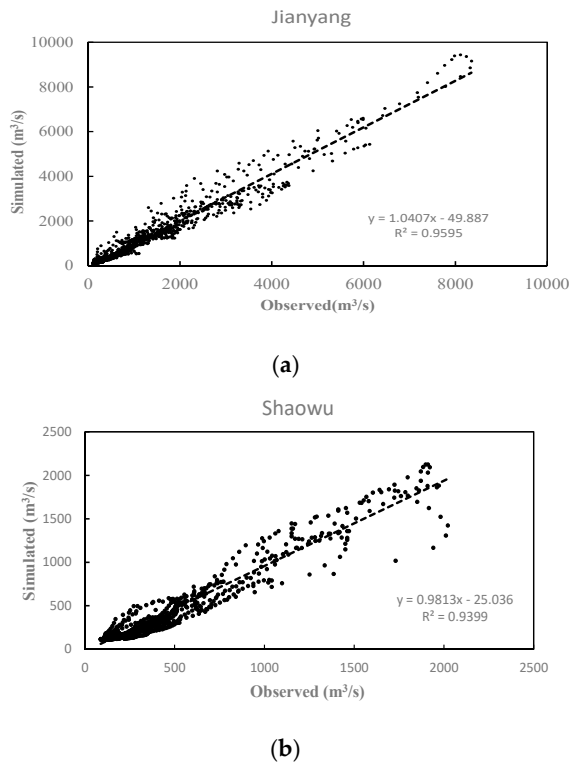 Jianyang
10000
8000
6000
4000
2000
0
Simulated (m³/s)
y = 1.0407x - 49.887
R² = 0.9595
0 2000 4000 6000 8000 10000
Observed(m³/s)
(a)
Shaowu
2500
2000
1500
1000
500
0
Simulated (m³/s)
y = 0.9813x - 25.036
R² = 0.9399
0 500 1000 1500 2000 2500
Observed (m³/s)
(b)